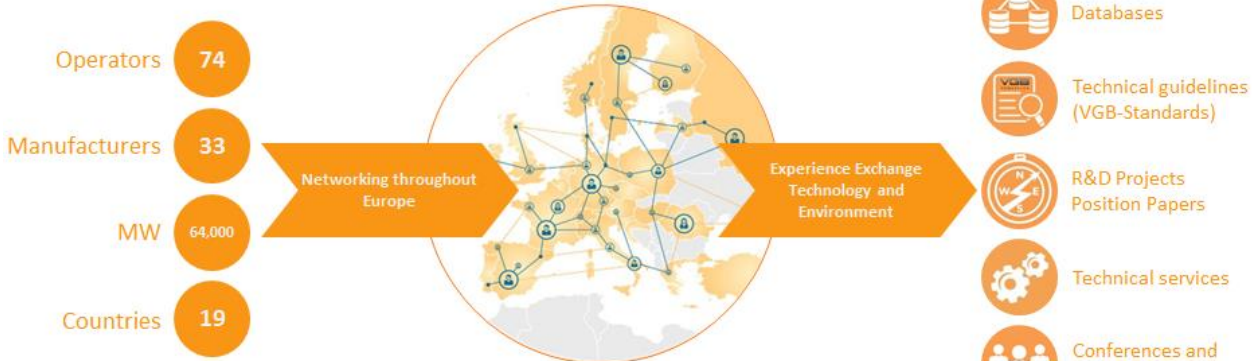 Operators
74
Manufacturers
33
MW
64,000
Countries
19
Networking throughout
Europe
Experience Exchange
Technology and
Environment
Databases
VGB
Technical guidelines
(VGB-Standards)
N
W E
S
R&D Projects
Position Papers
Technical services
Conferences and